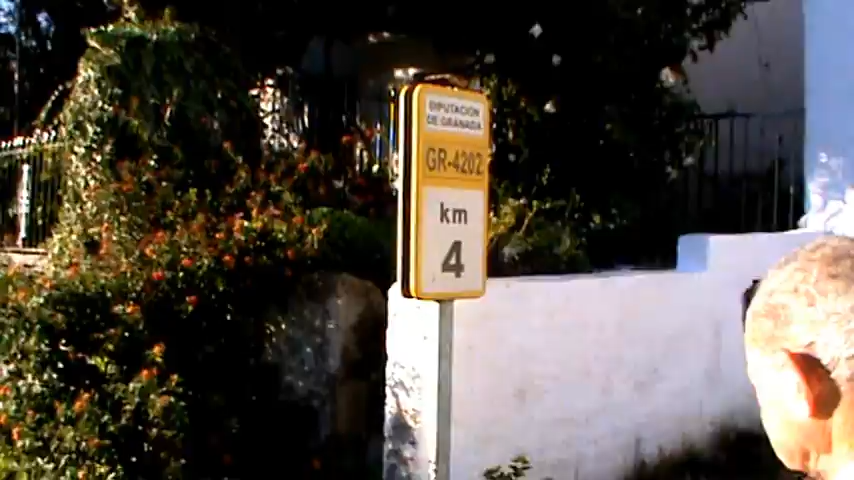 DIPUTACIÓN
DE GRANADA
GR-4202
km
4